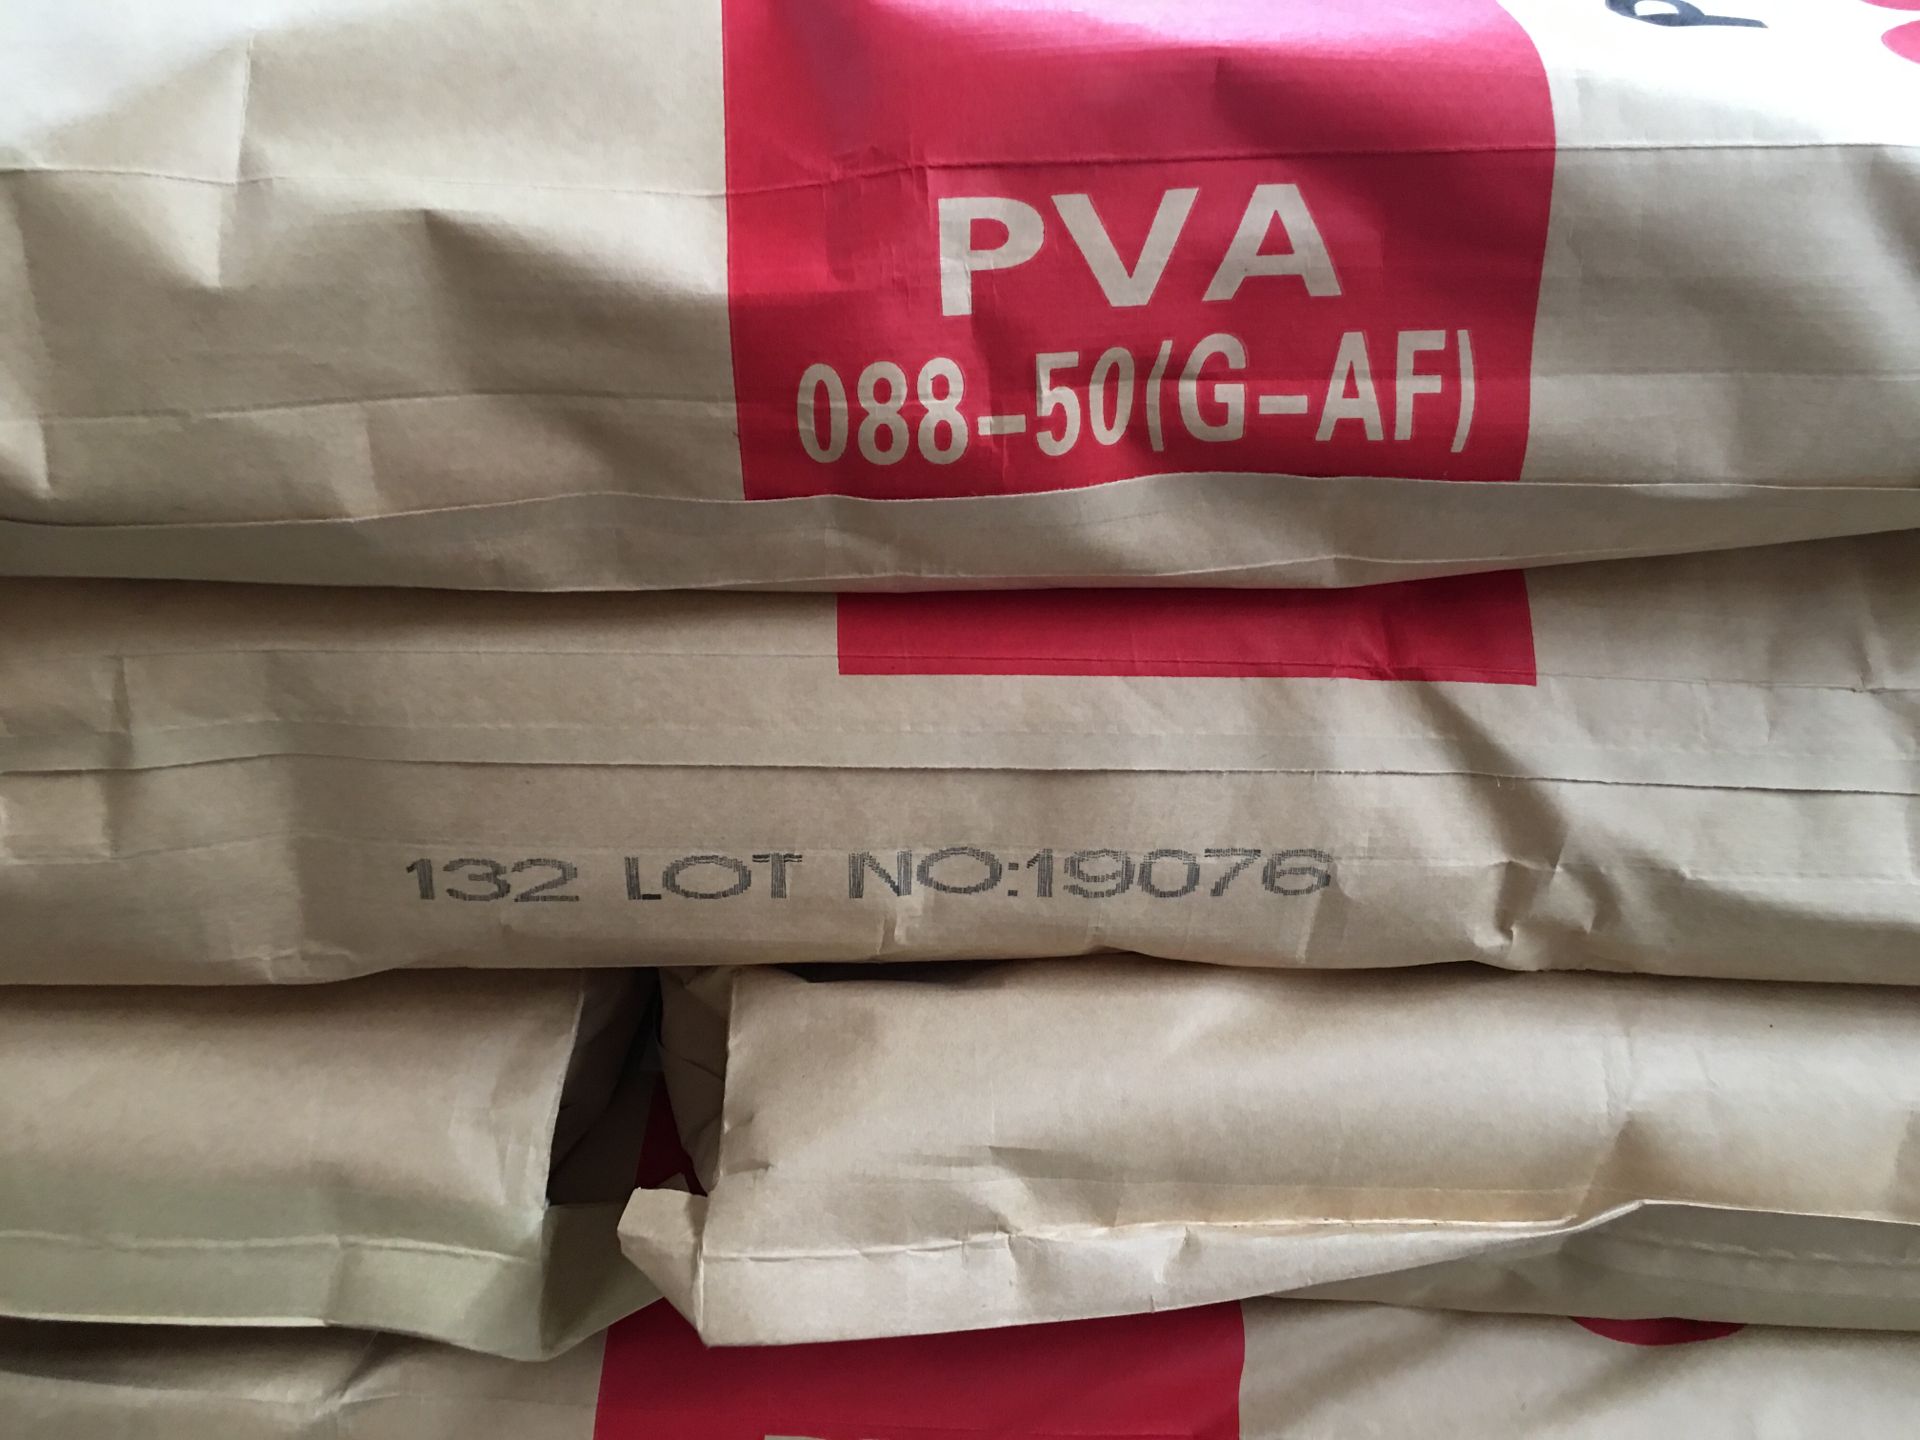 PVA
088-50(G-AF)
132 LOT NO:19076